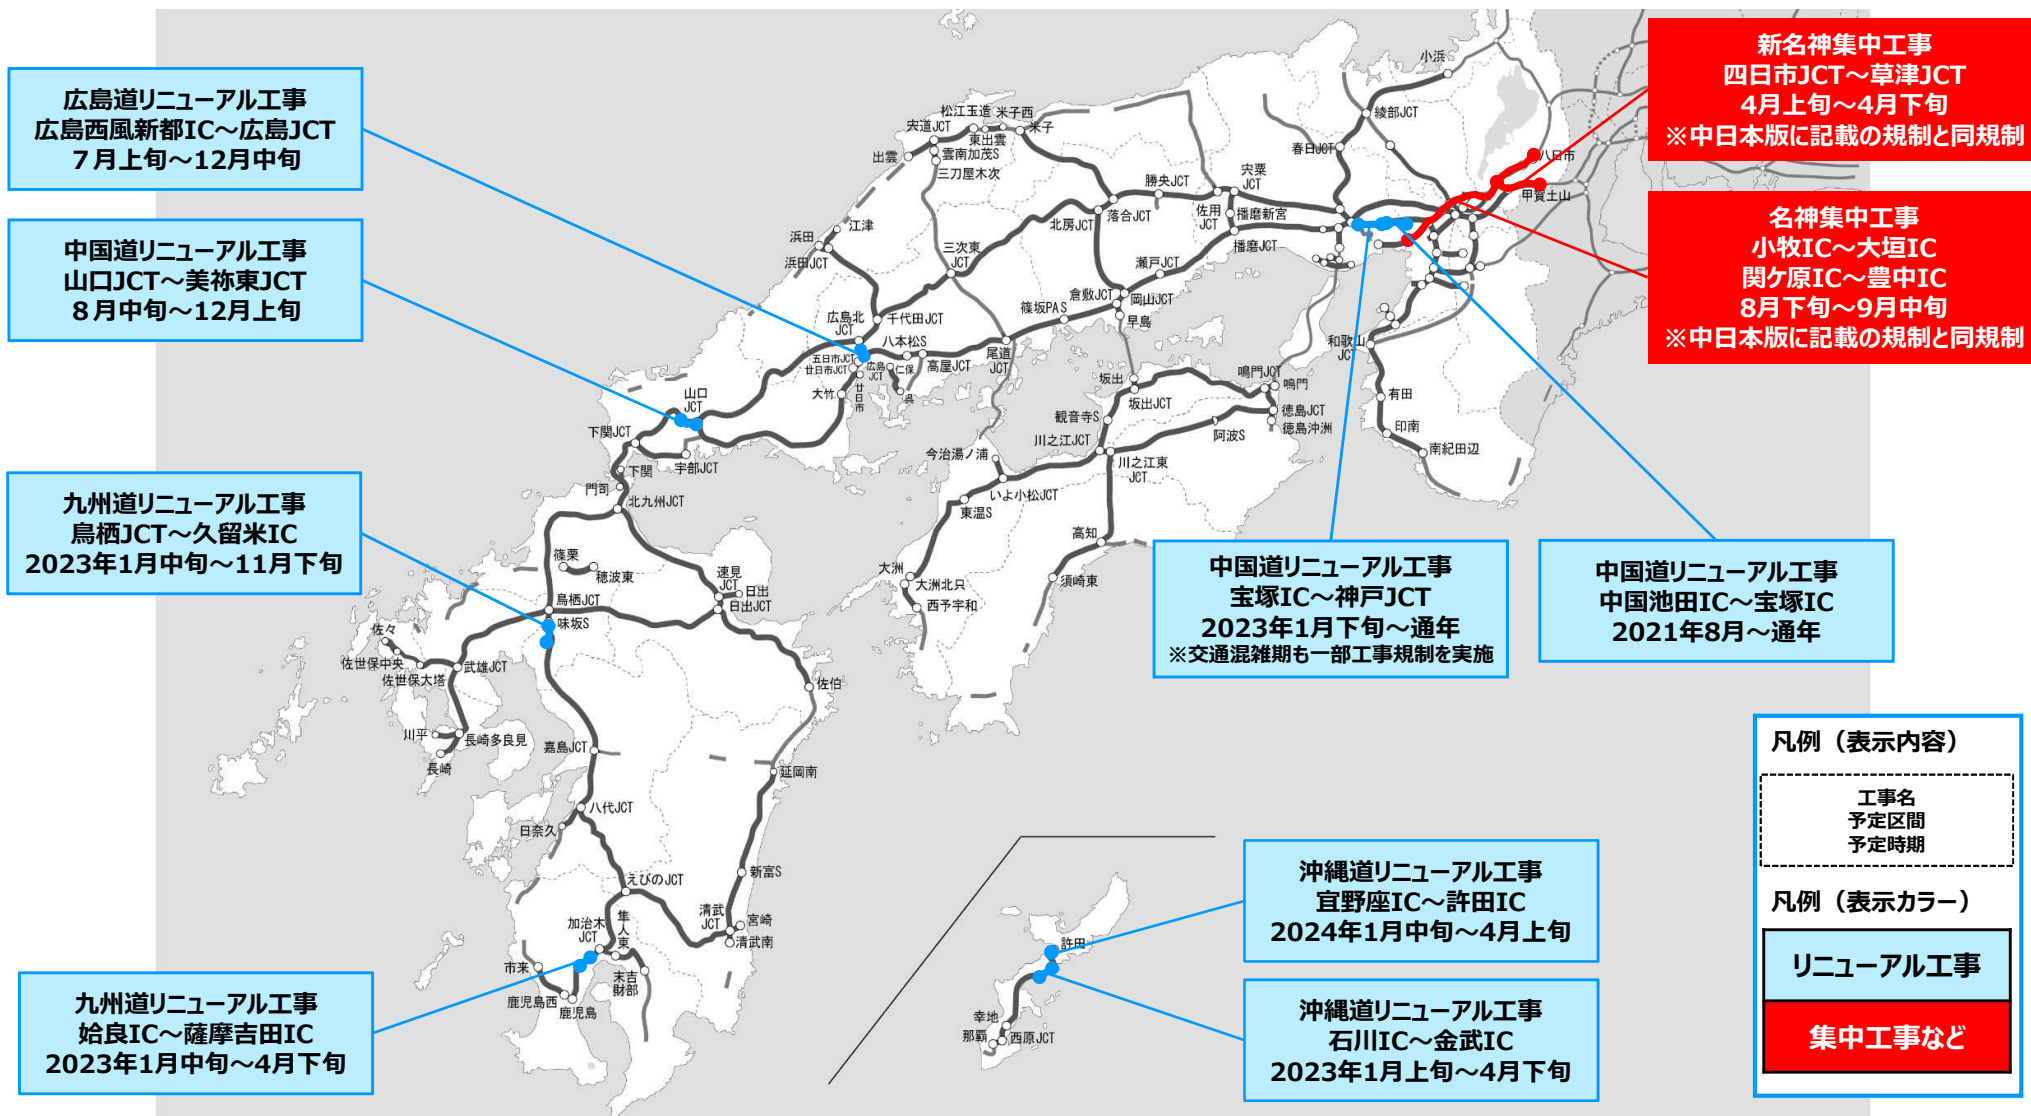 新名神集中工事
四日市JCT～草津JCT
4月上旬～4月下旬
※中日本版に記載の規制と同規制
名神集中工事
小牧IC～大垣IC
関ケ原IC～豊中IC
8月下旬～9月中旬
※中日本版に記載の規制と同規制
広島道リニューアル工事
広島西風新都IC～広島JCT
７月上旬～12月中旬
中国道リニューアル工事
山口JCT～美祢東JCT
８月中旬～12月上旬
九州道リニューアル工事
鳥栖JCT～久留米IC
2023年1月中旬～11月下旬
九州道リニューアル工事
姶良IC～薩摩吉田IC
2023年1月中旬～4月下旬
中国道リニューアル工事
宝塚IC～神戸JCT
2023年1月下旬～通年
※交通混雑期も一部工事規制を実施
中国道リニューアル工事
中国池田IC～宝塚IC
2021年8月～通年
沖縄道リニューアル工事
宜野座IC～許田IC
2024年1月中旬～4月上旬
沖縄道リニューアル工事
石川IC～金武IC
2023年1月上旬～4月下旬
凡例（表示内容）
工事名
予定区間
予定時期
凡例（表示カラー）
リニューアル工事
集中工事など
小浜
綾部JCT
春日JCT
八日市
甲賀土山
松江玉造
米子西
宍道JCT
東出雲
米子
出雲
雲南加茂S
三刀屋木次
勝央JCT
宍粟
JCT
落合JCT
佐用
JCT
播磨新宮
北房JCT
播磨JCT
江津
浜田
浜田JCT
三次東
JCT
瀬戸JCT
倉敷JCT
岡山JCT
篠坂PAS
早島
広島北
JCT
千代田JCT
八本松S
五日市JCT
廿日市JCT
広島
JCT
仁保
高屋JCT
尾道
JCT
大竹
廿日市
呉
和歌山
JCT
有田
印南
南紀田辺
山口
JCT
下関JCT
宇部JCT
下関
門司
北九州JCT
坂出
坂出JCT
鳴門JCT
鳴門
徳島JCT
徳島沖洲
観音寺S
阿波S
川之江JCT
川之江東
JCT
今治湯ノ浦
いよ小松JCT
東温S
高知
須崎東
大洲
大洲北只
西予宇和
篠栗
穂波東
速見
JCT
日出
日出JCT
鳥栖JCT
味坂S
佐々
佐世保中央
佐世保大塔
武雄JCT
佐伯
川平
長崎多良見
長崎
嘉島JCT
延岡南
八代JCT
日奈久
えびのJCT
新富S
清武
JCT
宮崎
清武南
加治木
JCT
隼人東
市来
末吉
財部
鹿児島西
鹿児島
許田
幸地
那覇
西原JCT